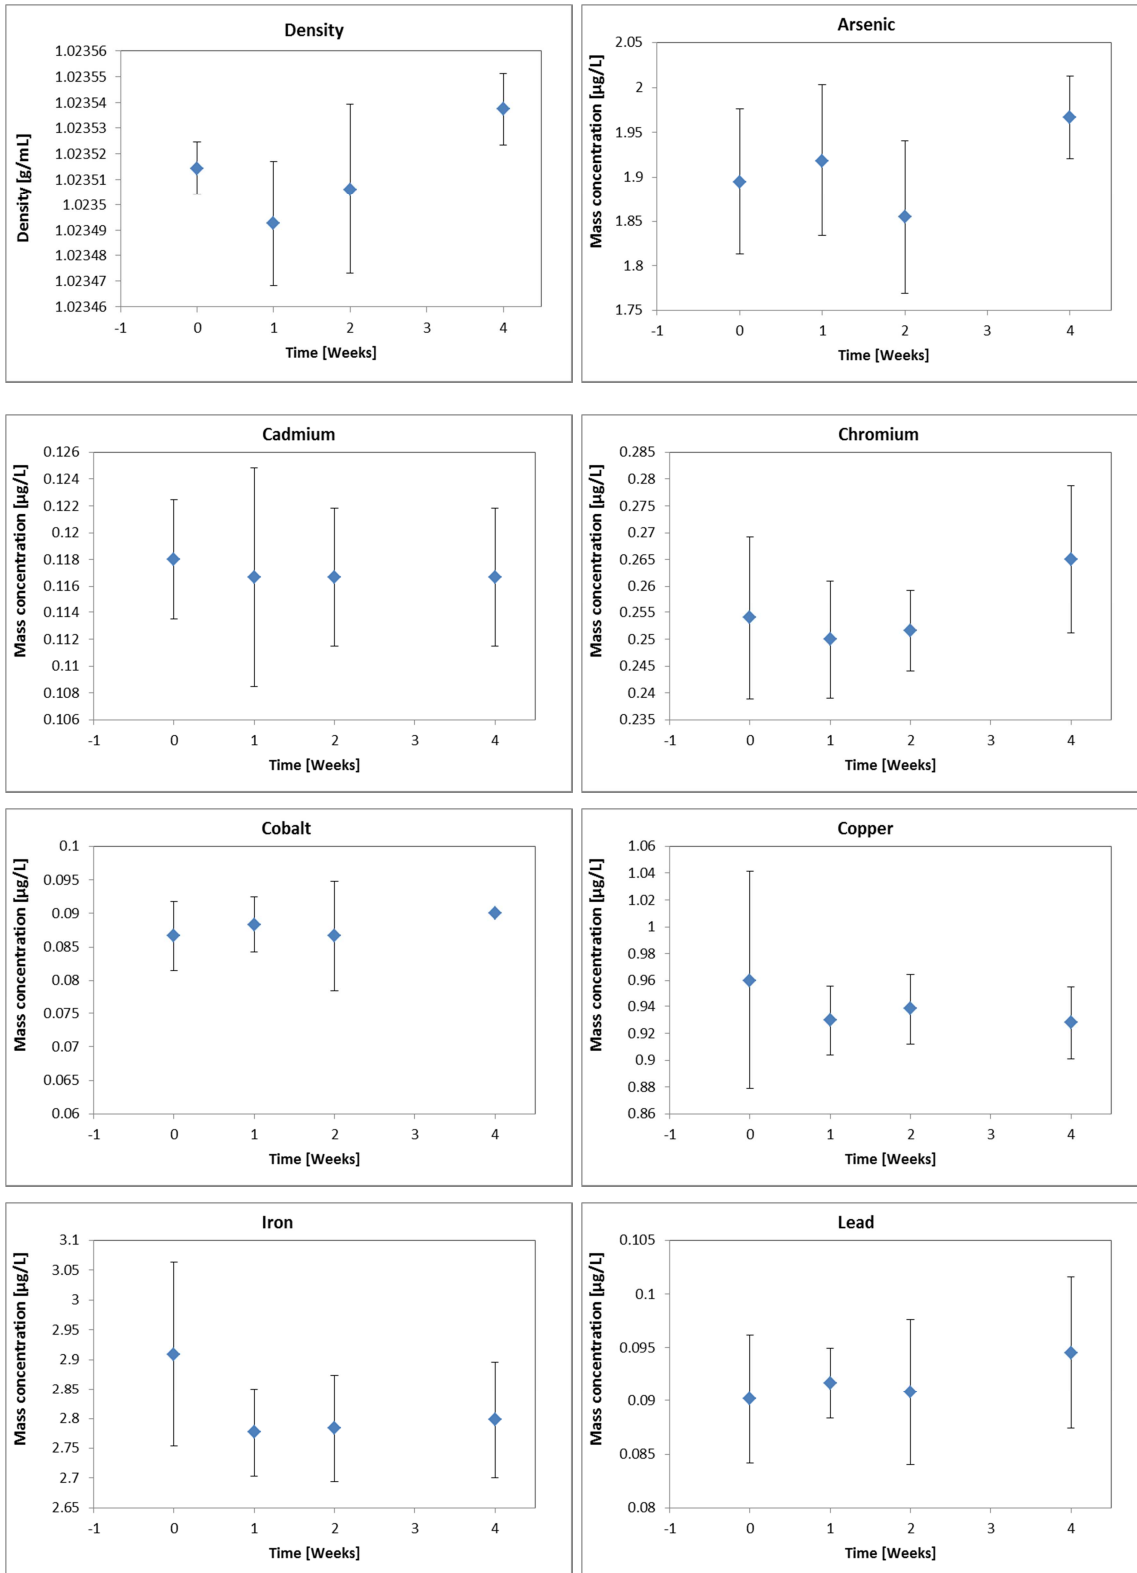 Density
Density [g/mL]
1.02356
1.02355
1.02354
1.02353
1.02352
1.02351
1.0235
1.02349
1.02348
1.02347
1.02346
-1 0 1 2 3 4
Time [Weeks]
Arsenic
Mass concentration [µg/L]
2.05
2
1.95
1.9
1.85
1.8
1.75
-1 0 1 2 3 4
Time [Weeks]
Cadmium
Mass concentration [µg/L]
0.126
0.124
0.122
0.12
0.118
0.116
0.114
0.112
0.11
0.108
0.106
-1 0 1 2 3 4
Time [Weeks]
Chromium
Mass concentration [µg/L]
0.285
0.28
0.275
0.27
0.265
0.26
0.255
0.25
0.245
0.24
0.235
-1 0 1 2 3 4
Time [Weeks]
Cobalt
Mass concentration [µg/L]
0.1
0.095
0.09
0.085
0.08
0.075
0.07
0.065
0.06
-1 0 1 2 3 4
Time [Weeks]
Copper
Mass concentration [µg/L]
1.06
1.04
1.02
1
0.98
0.96
0.94
0.92
0.9
0.88
0.86
-1 0 1 2 3 4
Time [Weeks]
Iron
Mass concentration [µg/L]
3.1
3.05
3
2.95
2.9
2.85
2.8
2.75
2.7
2.65
-1 0 1 2 3 4
Time [Weeks]
Lead
Mass concentration [µg/L]
0.105
0.1
0.095
0.09
0.085
0.08
-1 0 1 2 3 4
Time [Weeks]